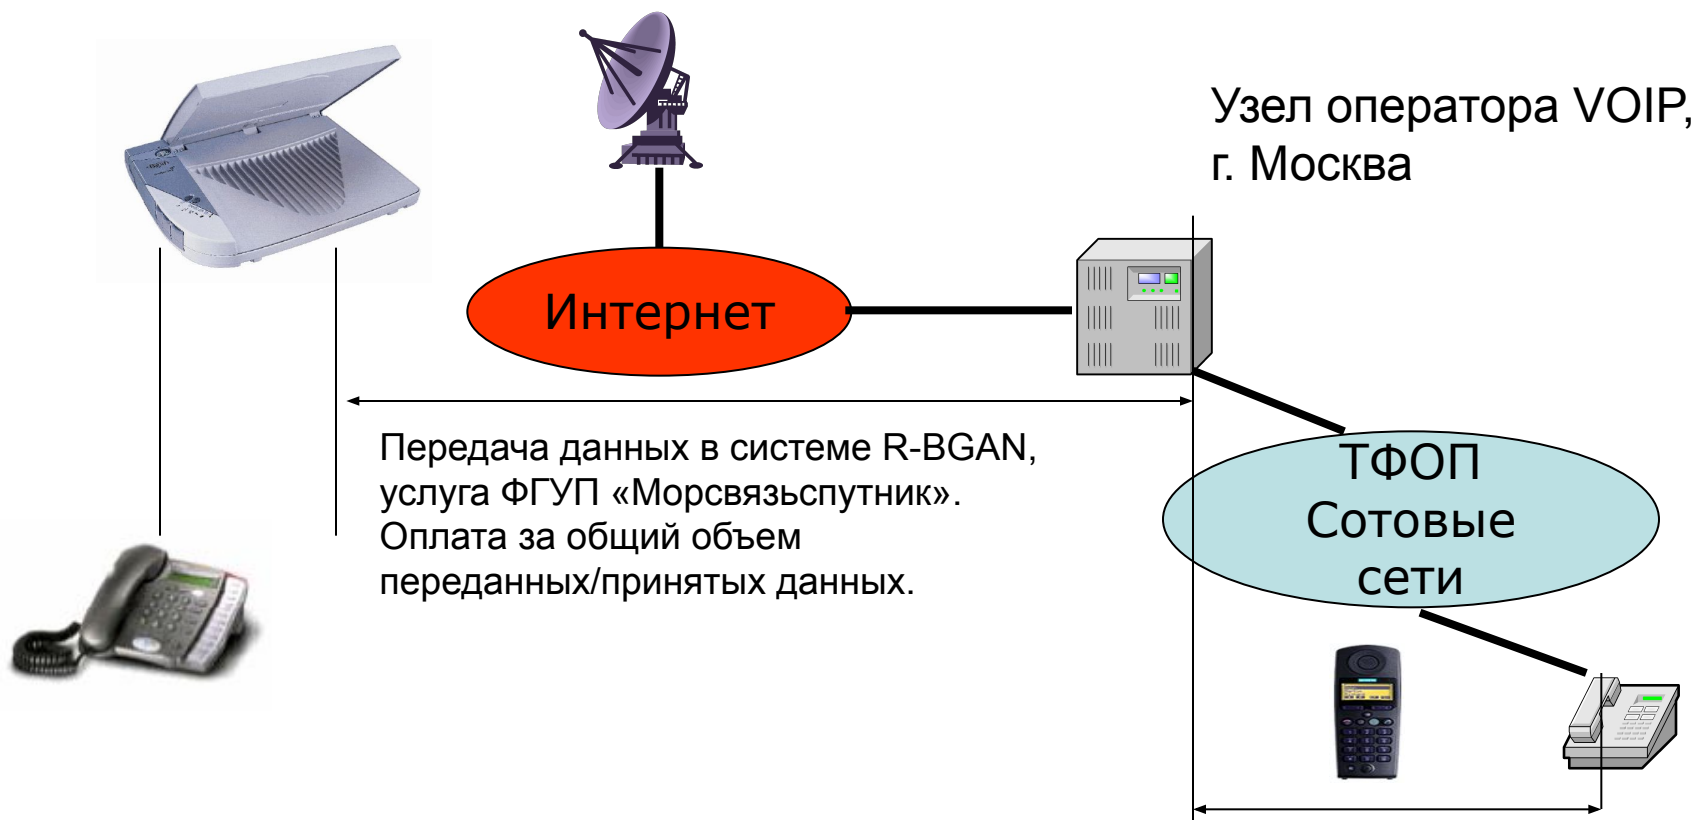 Узел оператора VOIP,
г. Москва
Интернет
Передача данных в системе R-BGAN,
услуга ФГУП «Морсвязьспутник».
Оплата за общий объем
переданных/принятых данных.
ТФОП
Сотовые
сети